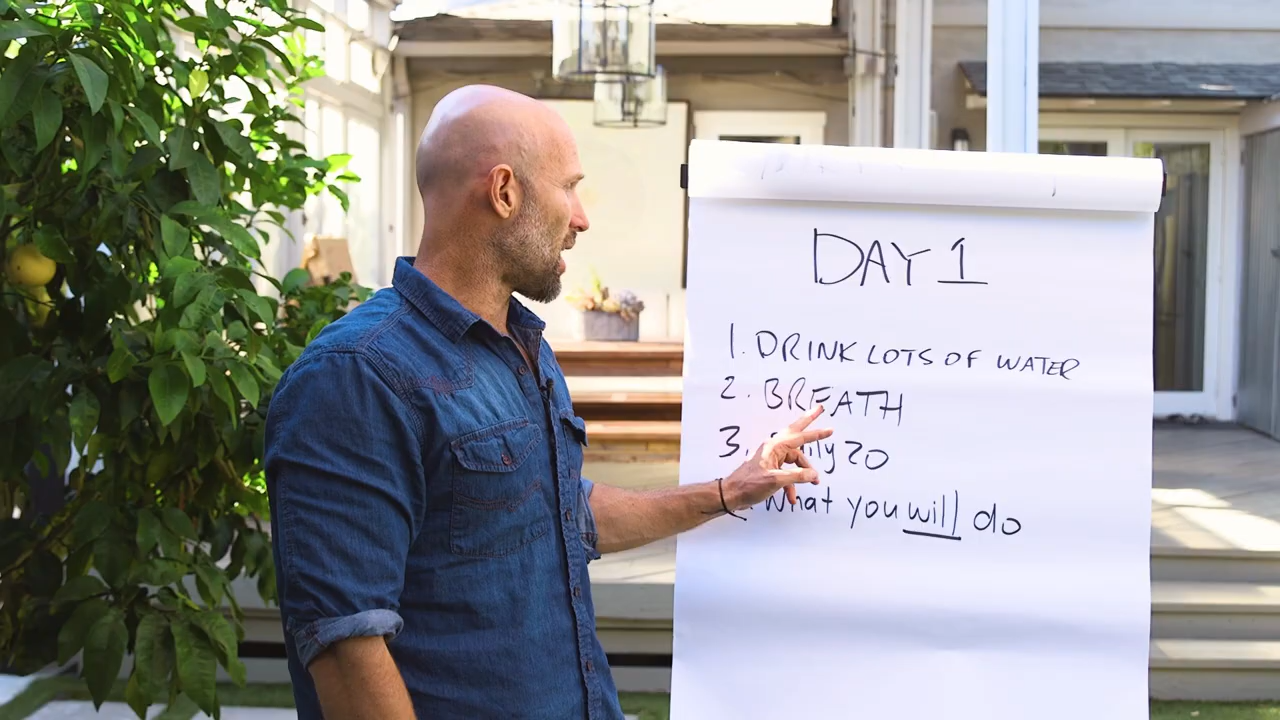 DAY 1
1. DRINK LOTS OF WATER
2. BREATH
3. 20
What you will do